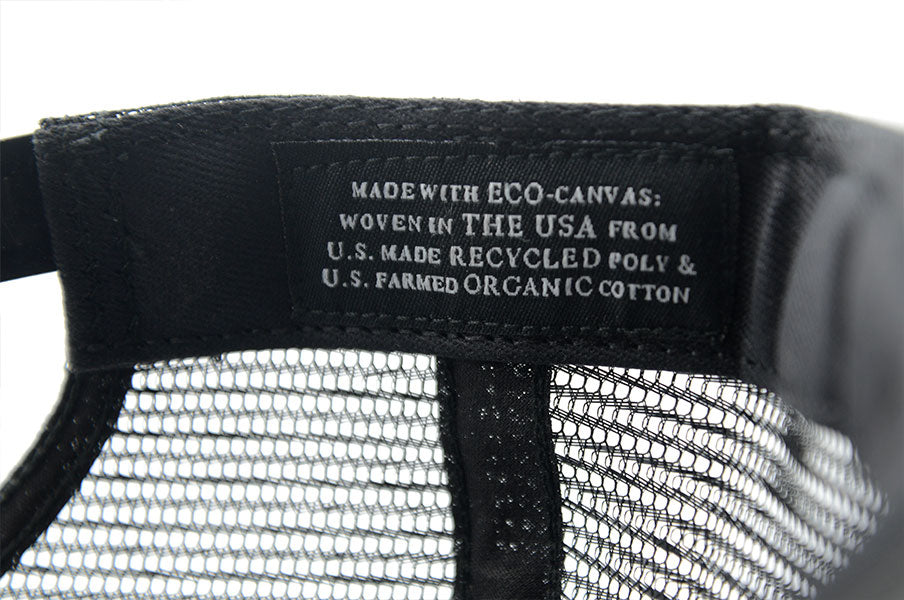 MADE WITH ECO-CANVAS:
WOVEN IN THE USA FROM
U.S. MADE RECYCLED POLY &
U.S. FARMED ORGANIC COTTON